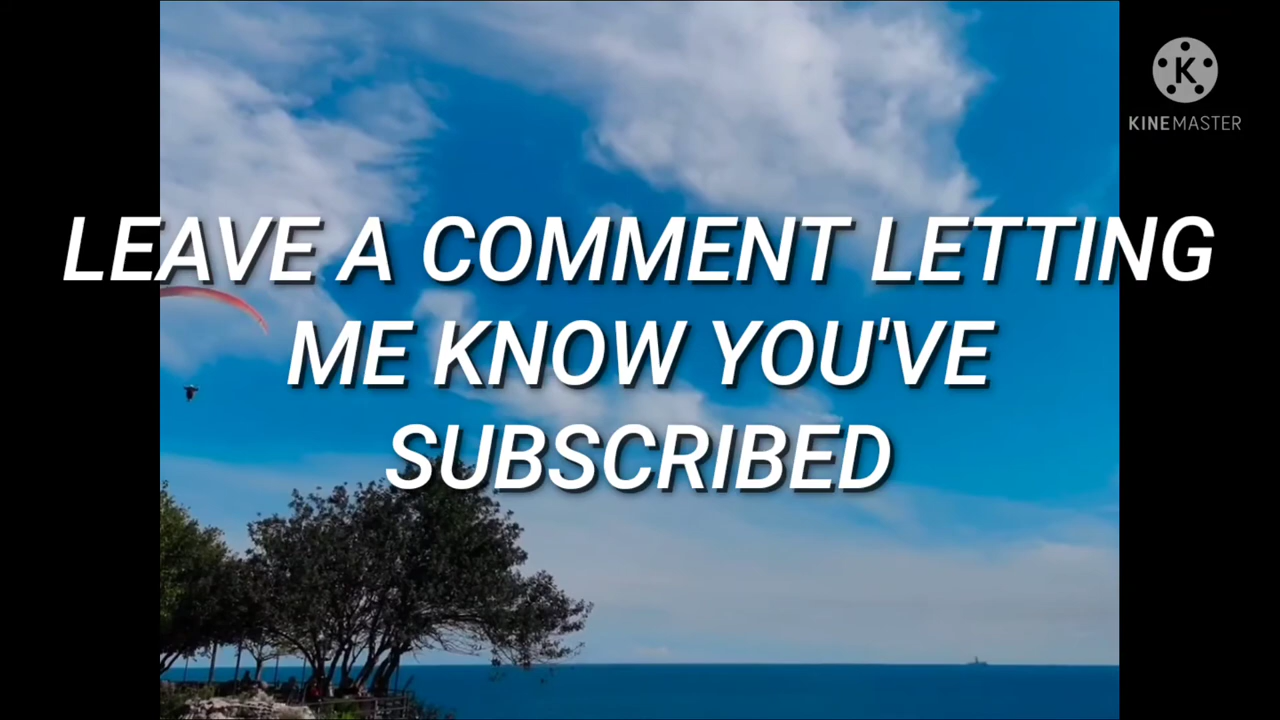 K
KINEMASTER
LEAVE A COMMENT LETTING
ME KNOW YOU'VE
SUBSCRIBED